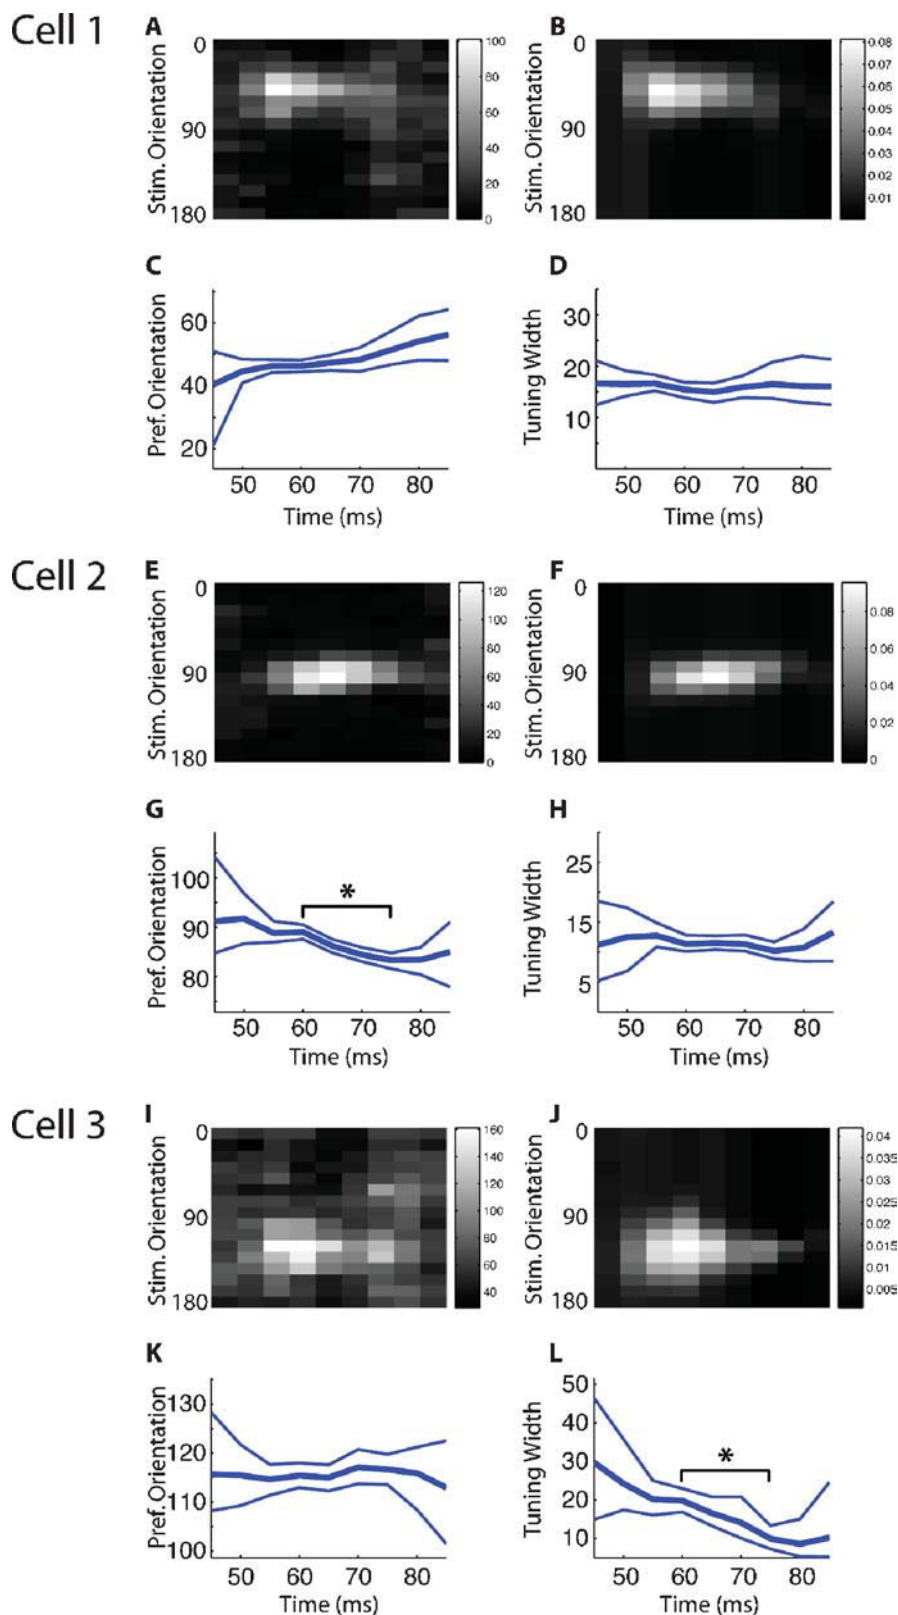 Cell 1
A
B
Stim. Orientation
0
90
180
100
80
60
40
20
0
Stim. Orientation
0
90
180
0.08
0.07
0.06
0.05
0.04
0.03
0.02
0.01
C
D
Pref. Orientation
60
40
20
50 60 70 80
Time (ms)
Tuning Width
30
20
10
50 60 70 80
Time (ms)
Cell 2
E
F
Stim. Orientation
0
90
180
120
100
80
60
40
20
0
Stim. Orientation
0
90
180
0.08
0.06
0.04
0.02
0
G
H
Pref. Orientation
100
90
80
*
50 60 70 80
Time (ms)
Tuning Width
25
15
5
50 60 70 80
Time (ms)
Cell 3
I
J
Stim. Orientation
0
90
180
160
140
120
100
80
60
40
Stim. Orientation
0
90
180
0.04
0.035
0.03
0.025
0.02
0.015
0.01
0.005
K
L
Pref. Orientation
130
120
110
100
50 60 70 80
Time (ms)
Tuning Width
50
40
30
20
10
*
50 60 70 80
Time (ms)